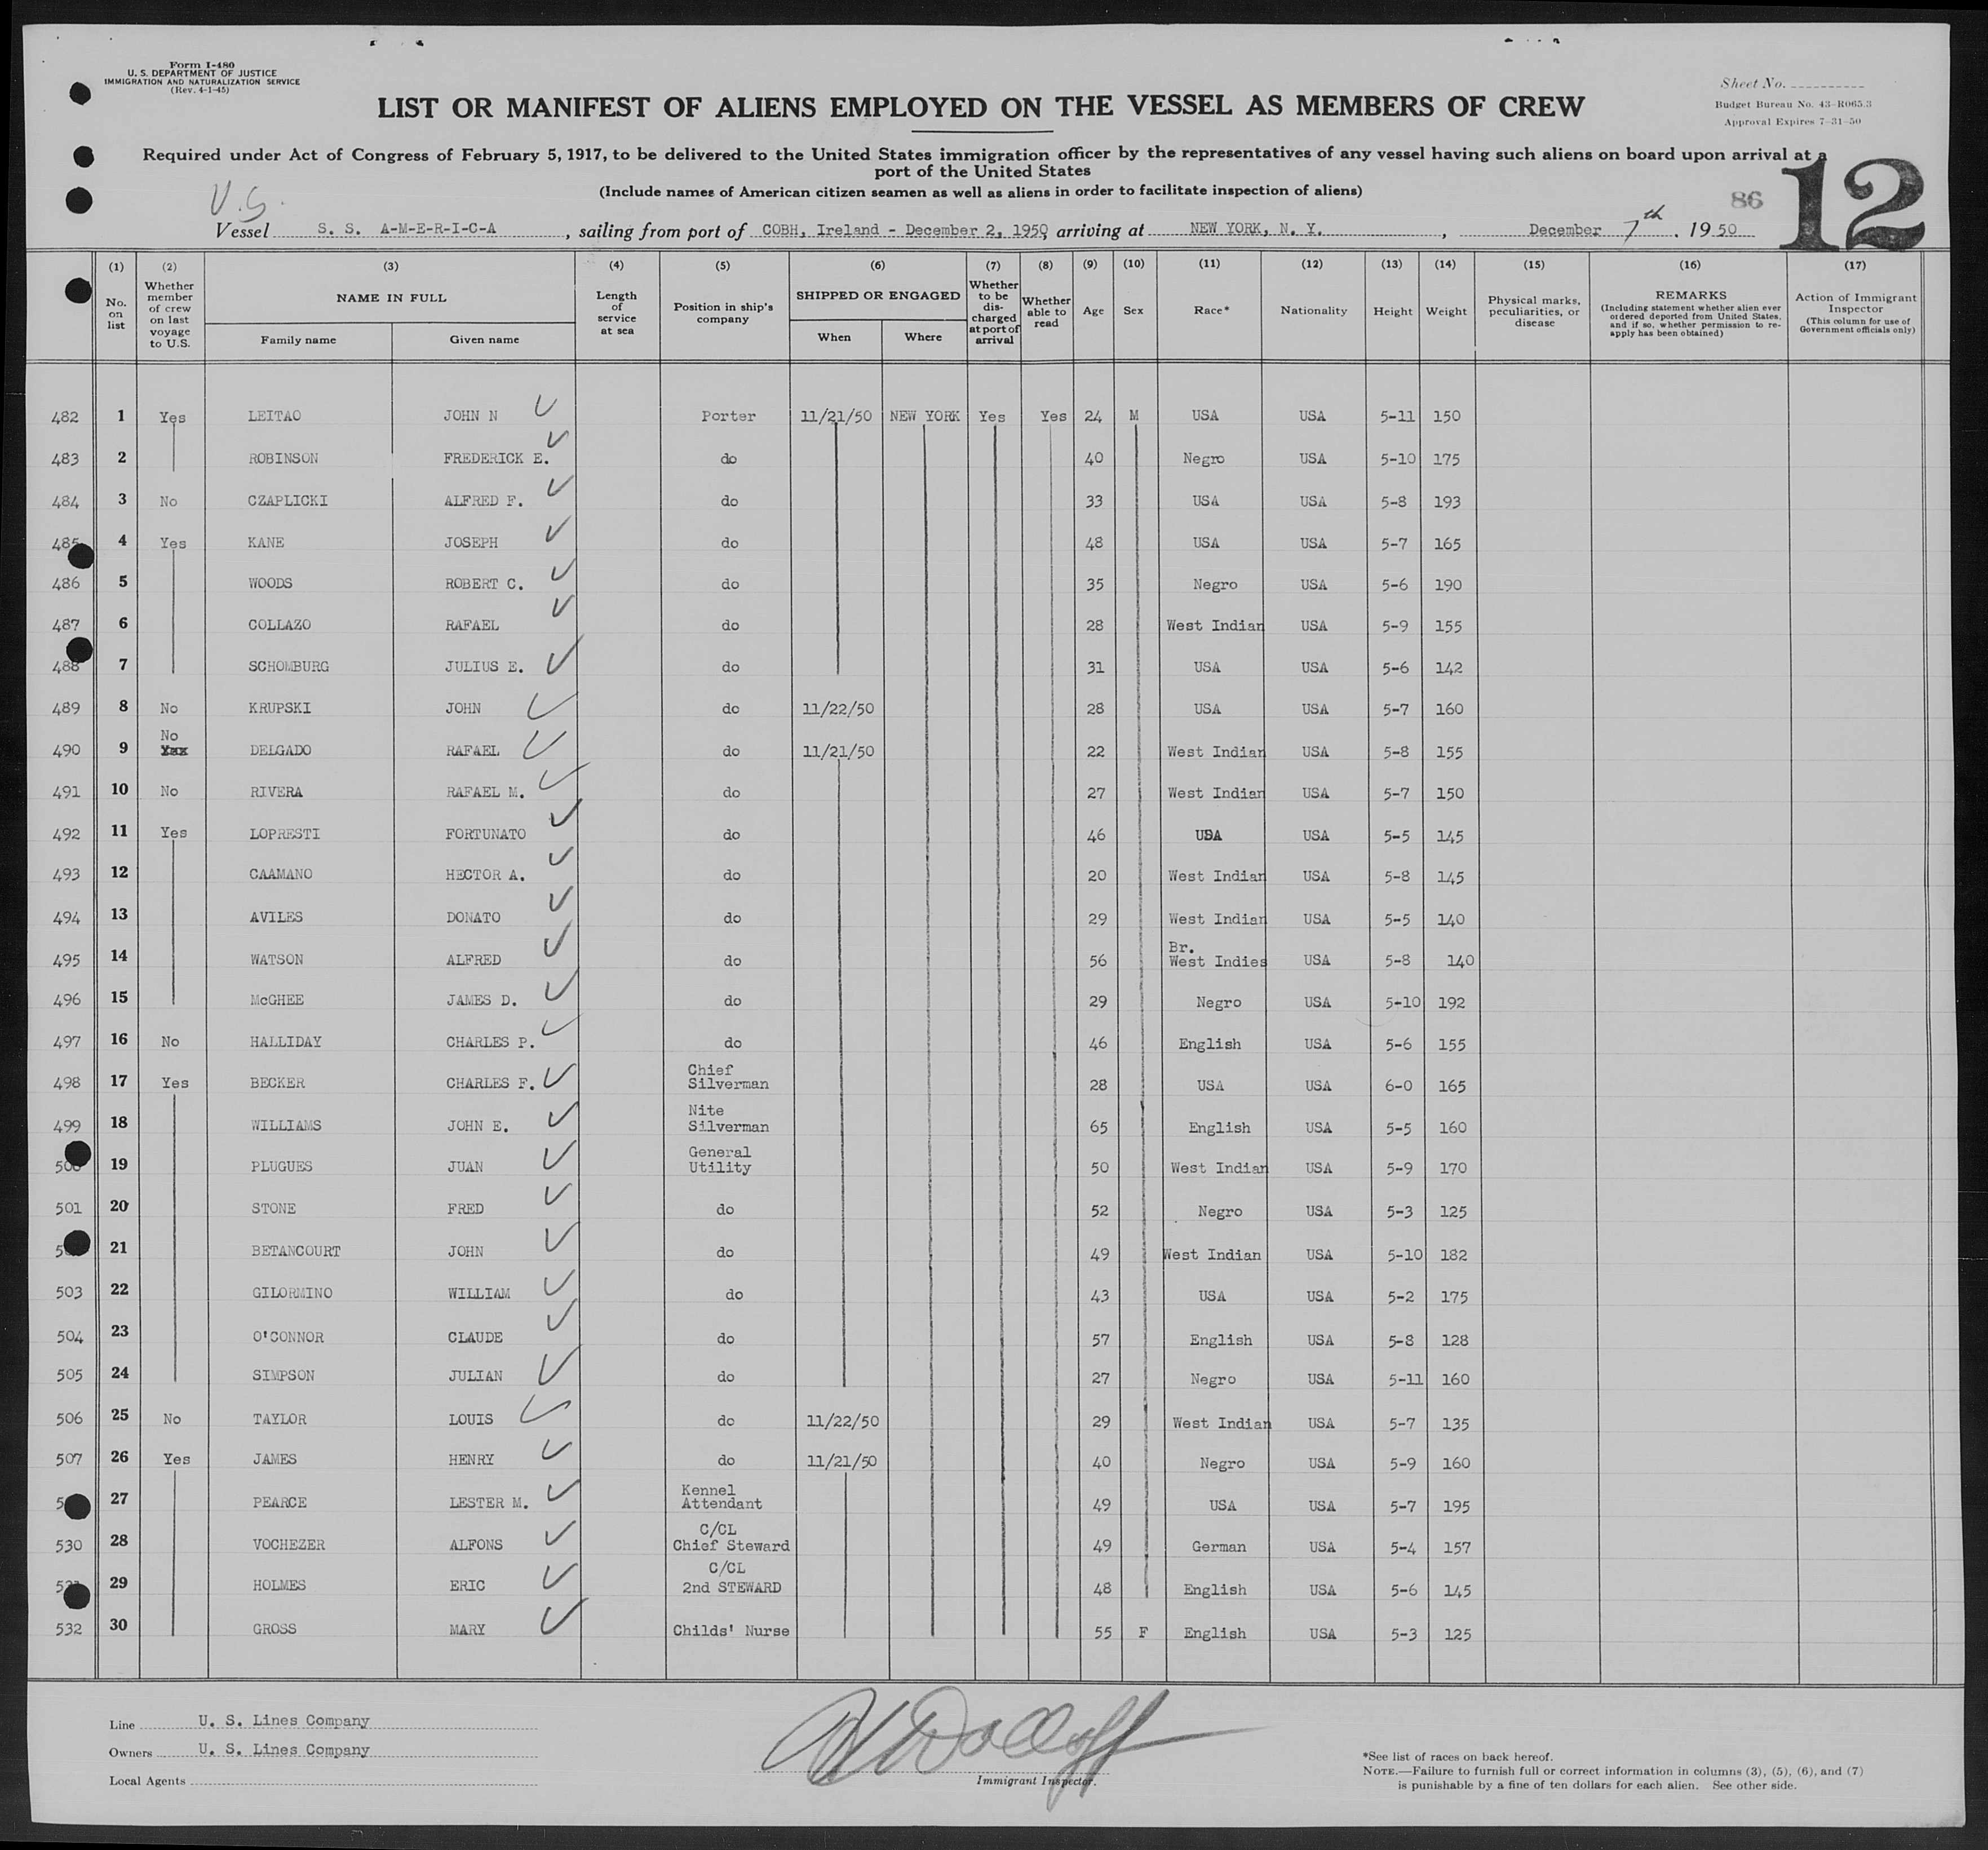 Form I-480
U. S. DEPARTMENT OF JUSTICE
IMMIGRATION AND NATURALIZATION SERVICE
(Rev. 4-1-45)
Sheet No.
Budget Bureau No. 43-R065.3
Approval Expires 7-31-50
LIST OR MANIFEST OF ALIENS EMPLOYED ON THE VESSEL AS MEMBERS OF CREW
Required under Act of Congress of February 5, 1917, to be delivered to the United States immigration officer by the representatives of any vessel having such aliens on board upon arrival at a
port of the United States
(Include names of American citizen seamen as well as aliens in order to facilitate inspection of aliens)
U.S.
86
12
Vessel S. S. A-M-E-R-I-C-A, sailing from port of COBH, Ireland - December 2, 1950, arriving at NEW YORK, N. Y., December 7th, 1950
(1) No. on list
(2) Whether member of crew on last voyage to U.S.
(3) NAME IN FULL
Family name Given name
(4) Length of service at sea
(5) Position in ship's company
(6) SHIPPED OR ENGAGED
When Where
(7) Whether to be discharged at port of arrival
(8) Whether able to read
(9) Age
(10) Sex
(11) Race*
(12) Nationality
(13) Height
(14) Weight
(15) Physical marks, peculiarities, or disease
(16) REMARKS
(Including statement whether alien ever ordered deported from United States, and if so, whether permission to re-apply has been obtained)
(17) Action of Immigrant Inspector
(This column for use of Government officials only)
482 1 Yes LEITAO JOHN N Porter 11/21/50 NEW YORK Yes Yes 24 M USA USA 5-11 150
483 2 ROBINSON FREDERICK E. do 40 Negro USA 5-10 175
484 3 No CZAPLICKI ALFRED F. do 33 USA USA 5-8 193
485 4 Yes KANE JOSEPH do 48 USA USA 5-7 165
486 5 WOODS ROBERT C. do 35 Negro USA 5-6 190
487 6 COLLAZO RAFAEL do 28 West Indian USA 5-9 155
488 7 SCHOMBURG JULIUS E. do 31 USA USA 5-6 142
489 8 No KRUPSKI JOHN do 11/22/50 28 USA USA 5-7 160
490 9 No DELGADO RAFAEL do 11/21/50 22 West Indian USA 5-8 155
491 10 No RIVERA RAFAEL M. do 27 West Indian USA 5-7 150
492 11 Yes LOPRESTI FORTUNATO do 46 USA USA 5-5 145
493 12 CAAMANO HECTOR A. do 20 West Indian USA 5-8 145
494 13 AVILES DONATO do 29 West Indian USA 5-5 140
495 14 WATSON ALFRED do 56 Br. West Indies USA 5-8 140
496 15 McGHEE JAMES D. do 29 Negro USA 5-10 192
497 16 No HALLIDAY CHARLES P. do 46 English USA 5-6 155
498 17 Yes BECKER CHARLES F. Chief Silverman 28 USA USA 6-0 165
499 18 WILLIAMS JOHN E. Nite Silverman 65 English USA 5-5 160
500 19 PLUGUES JUAN General Utility 50 West Indian USA 5-9 170
501 20 STONE FRED do 52 Negro USA 5-3 125
21 BETANCOURT JOHN do 49 West Indian USA 5-10 182
503 22 GILORMINO WILLIAM do 43 USA USA 5-2 175
504 23 O'CONNOR CLAUDE do 57 English USA 5-8 128
505 24 SIMPSON JULIAN do 27 Negro USA 5-11 160
506 25 No TAYLOR LOUIS do 11/22/50 29 West Indian USA 5-7 135
507 26 Yes JAMES HENRY do 11/21/50 40 Negro USA 5-9 160
27 PEARCE LESTER M. Kennel Attendant 49 USA USA 5-7 195
530 28 VOCHEZER ALFONS C/CL Chief Steward 49 German USA 5-4 157
29 HOLMES ERIC C/CL 2nd STEWARD 48 English USA 5-6 145
532 30 GROSS MARY Childs' Nurse 55 F English USA 5-3 125
Line U. S. Lines Company
Owners U. S. Lines Company
Local Agents
Immigrant Inspector.
*See list of races on back hereof.
NOTE.—Failure to furnish full or correct information in columns (3), (5), (6), and (7)
is punishable by a fine of ten dollars for each alien. See other side.